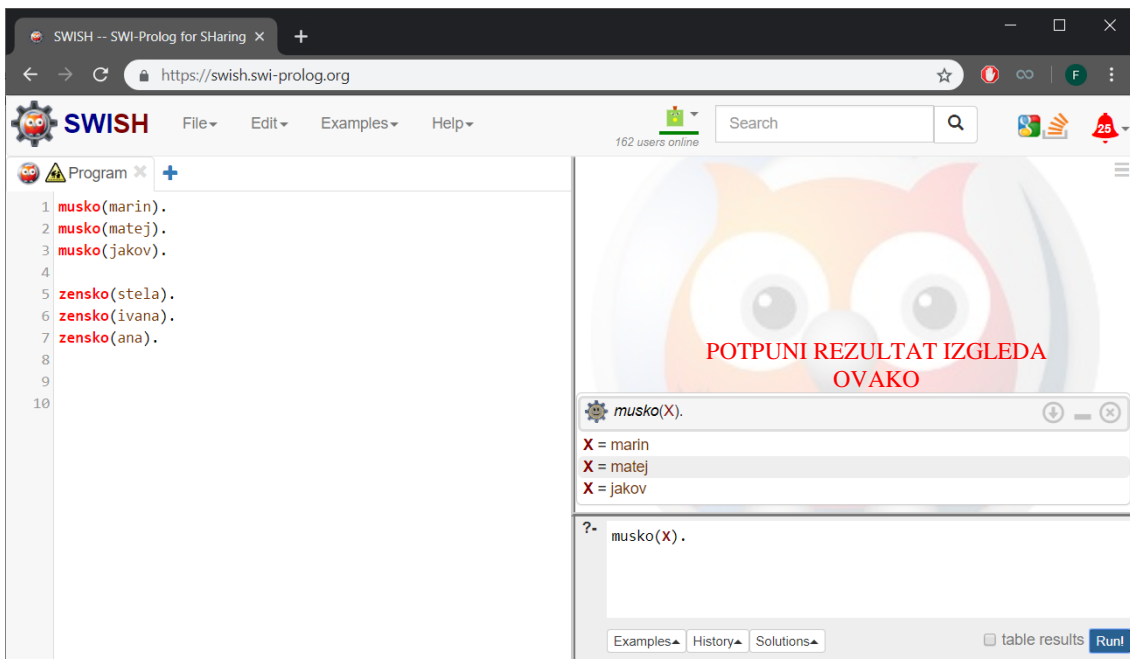 SWISH -- SWI-Prolog for SHaring
https://swish.swi-prolog.org
F
SWISH File Edit Examples Help
162 users online
Search
25
Program
1 musko(marin).
2 musko(matej).
3 musko(jakov).
4
5 zensko(stela).
6 zensko(ivana).
7 zensko(ana).
8
9
10
POTPUNI REZULTAT IZGLEDA
OVAKO
musko(X).
X = marin
X = matej
X = jakov
?- musko(X).
Examples History Solutions
table results Run!